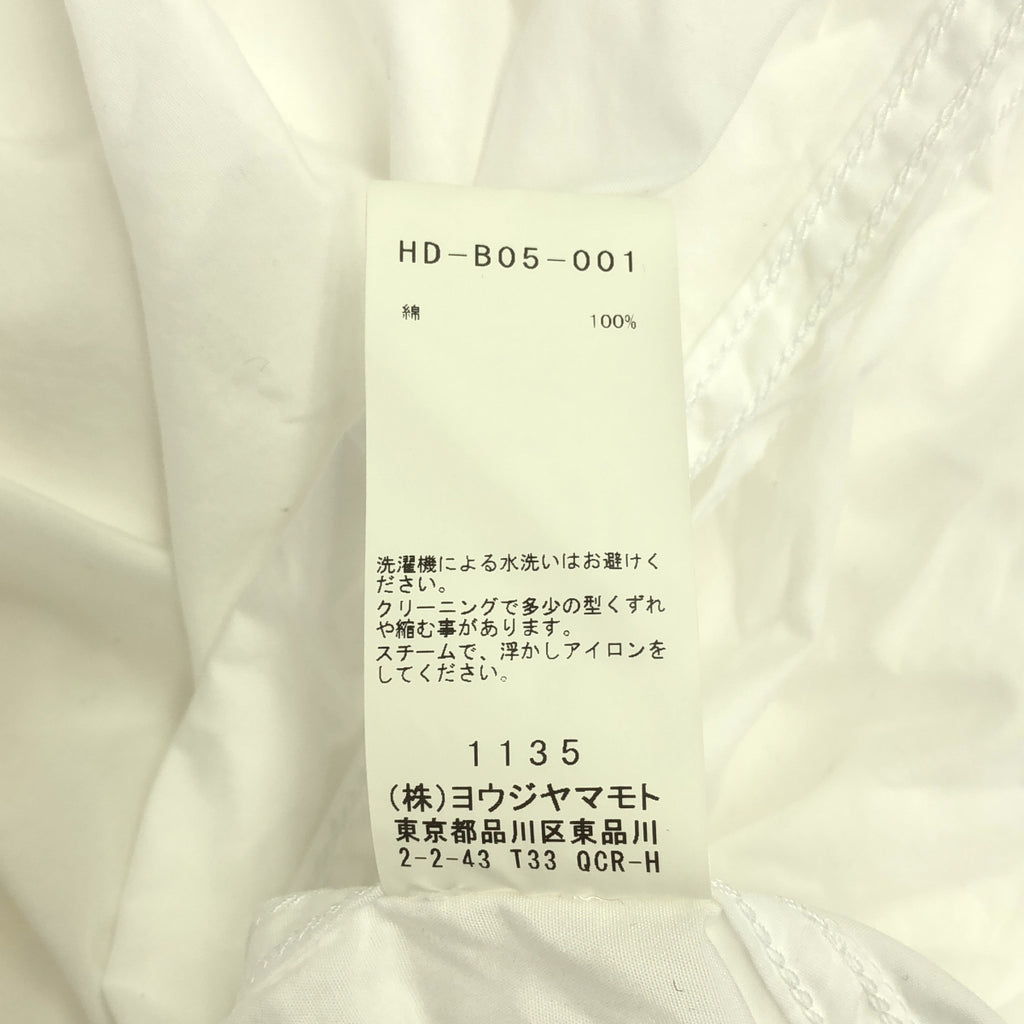 HD-B05-001
綿 100%
洗濯機による水洗いはお避けく
ださい。
クリーニングで多少の型くずれ
や縮む事があります。
スチームで、浮かしアイロンを
してください。
1135
(株)ヨウジヤマモト
東京都品川区東品川
2-2-43 T33 QCR-H